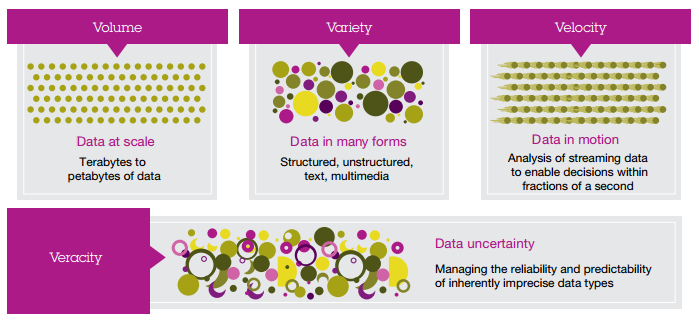 Volume
Data at scale
Terabytes to
petabytes of data
Variety
Data in many forms
Structured, unstructured,
text, multimedia
Velocity
Data in motion
Analysis of streaming data
to enable decisions within
fractions of a second
Veracity
Data uncertainty
Managing the reliability and predictability
of inherently imprecise data types